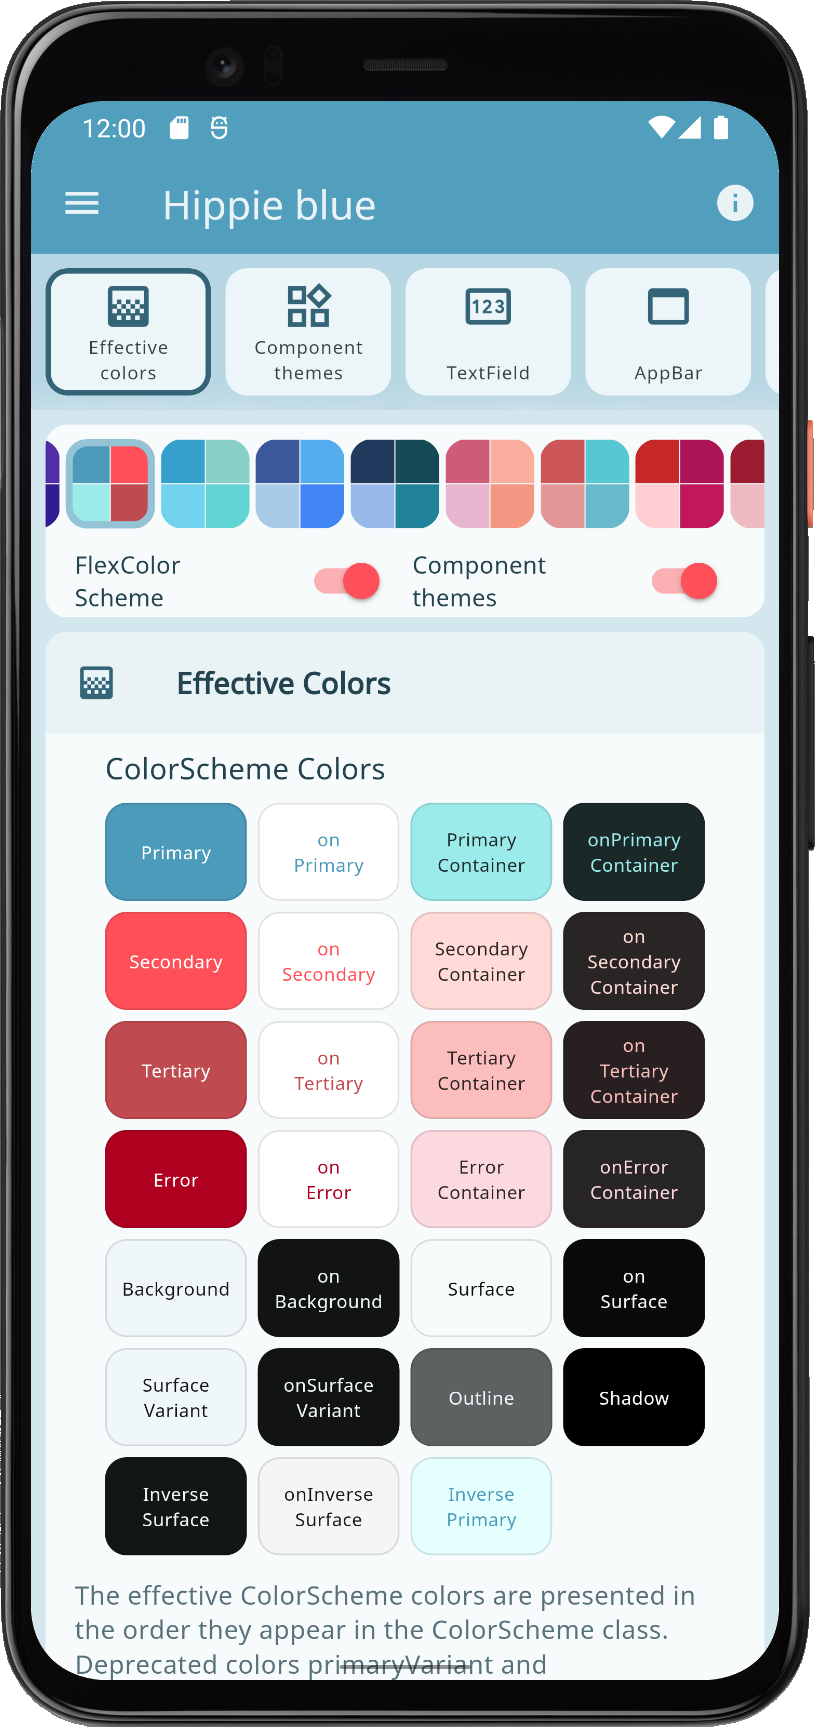 12:00
Hippie blue
Effective
colors
Component
themes
123
TextField
AppBar
FlexColor
Scheme
Component
themes
Effective Colors
ColorScheme Colors
Primary
on
Primary
Primary
Container
onPrimary
Container
Secondary
on
Secondary
Secondary
Container
on
Secondary
Container
Tertiary
on
Tertiary
Tertiary
Container
on
Tertiary
Container
Error
on
Error
Error
Container
onError
Container
Background
on
Background
Surface
on
Surface
Surface
Variant
onSurface
Variant
Outline
Shadow
Inverse
Surface
onInverse
Surface
Inverse
Primary
The effective ColorScheme colors are presented in
the order they appear in the ColorScheme class.
Deprecated colors primaryVariant and